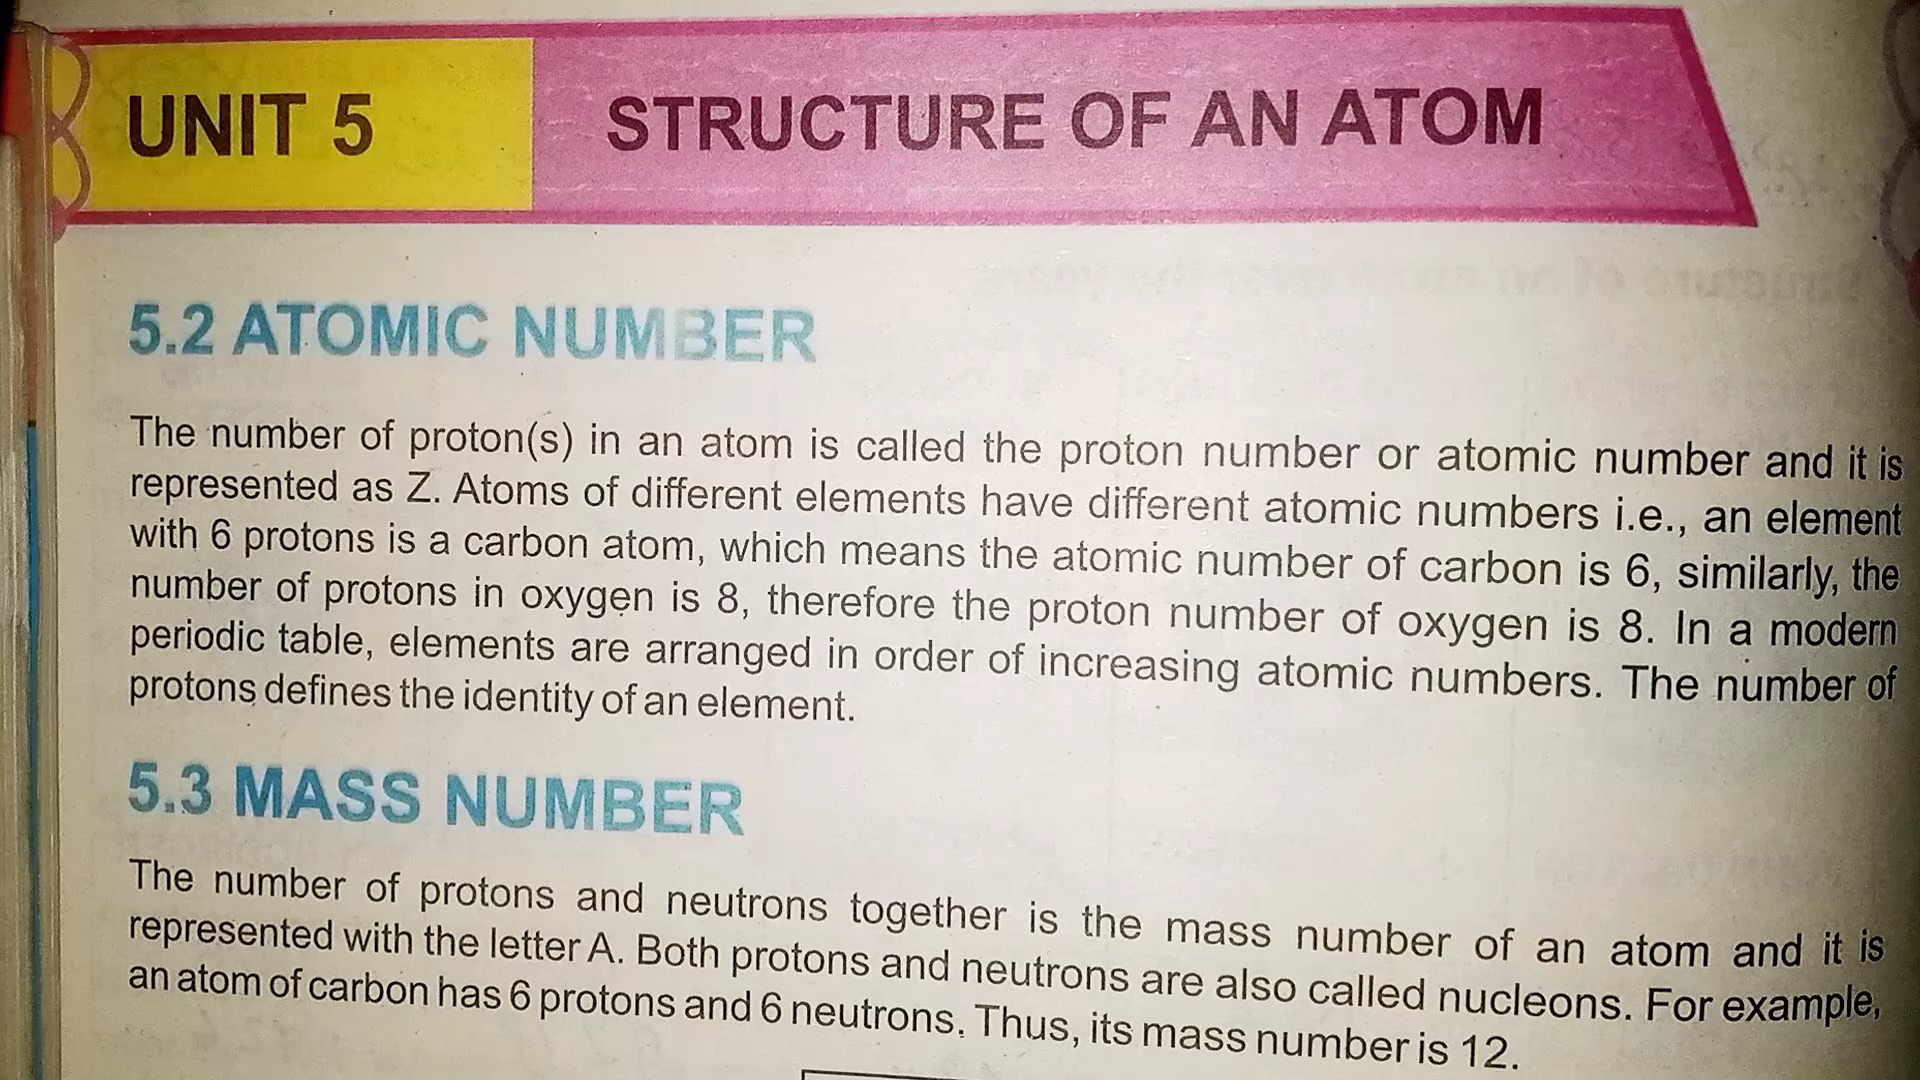 UNIT 5 STRUCTURE OF AN ATOM
5.2 ATOMIC NUMBER
The number of proton(s) in an atom is called the proton number or atomic number and it is
represented as Z. Atoms of different elements have different atomic numbers i.e., an element
with 6 protons is a carbon atom, which means the atomic number of carbon is 6, similarly, the
number of protons in oxygen is 8, therefore the proton number of oxygen is 8. In a modern
periodic table, elements are arranged in order of increasing atomic numbers. The number of
protons defines the identity of an element.
5.3 MASS NUMBER
The number of protons and neutrons together is the mass number of an atom and it is
represented with the letter A. Both protons and neutrons are also called nucleons. For example,
an atom of carbon has 6 protons and 6 neutrons. Thus, its mass number is 12.